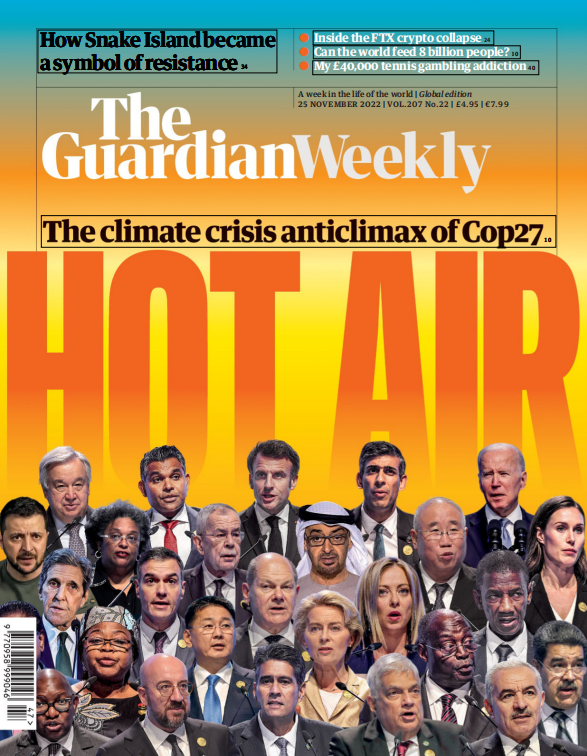 How Snake Island became
a symbol of resistance 34
Inside the FTX crypto collapse 24
Can the world feed 8 billion people? 10
My £40,000 tennis gambling addiction 40
A week in the life of the world | Global edition
25 NOVEMBER 2022 | VOL.207 No.22 | £4.95 | €7.99
The
GuardianWeekly
The climate crisis anticlimax of Cop27 10
HOT AIR
9 770958 999046
47>